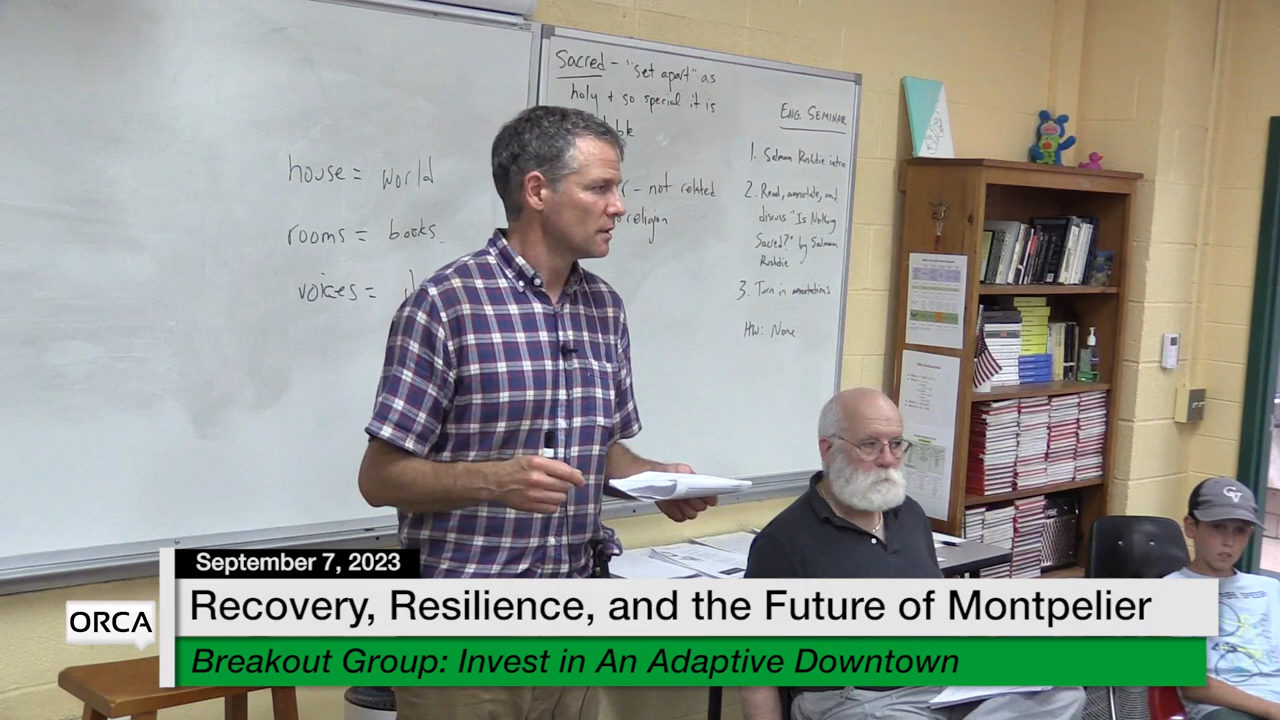 Sacred - "set apart" as
holy + so special it is
house = world
rooms = books
voices =
- not related
religion
ENG. SEMINAR
1. Salman Rushdie intro
2. Read, annotate, and
discuss "Is Nothing
Sacred?" by Salman
Rushdie
3. Turn in annotations
HW: None
September 7, 2023
ORCA
Recovery, Resilience, and the Future of Montpelier
Breakout Group: Invest in An Adaptive Downtown